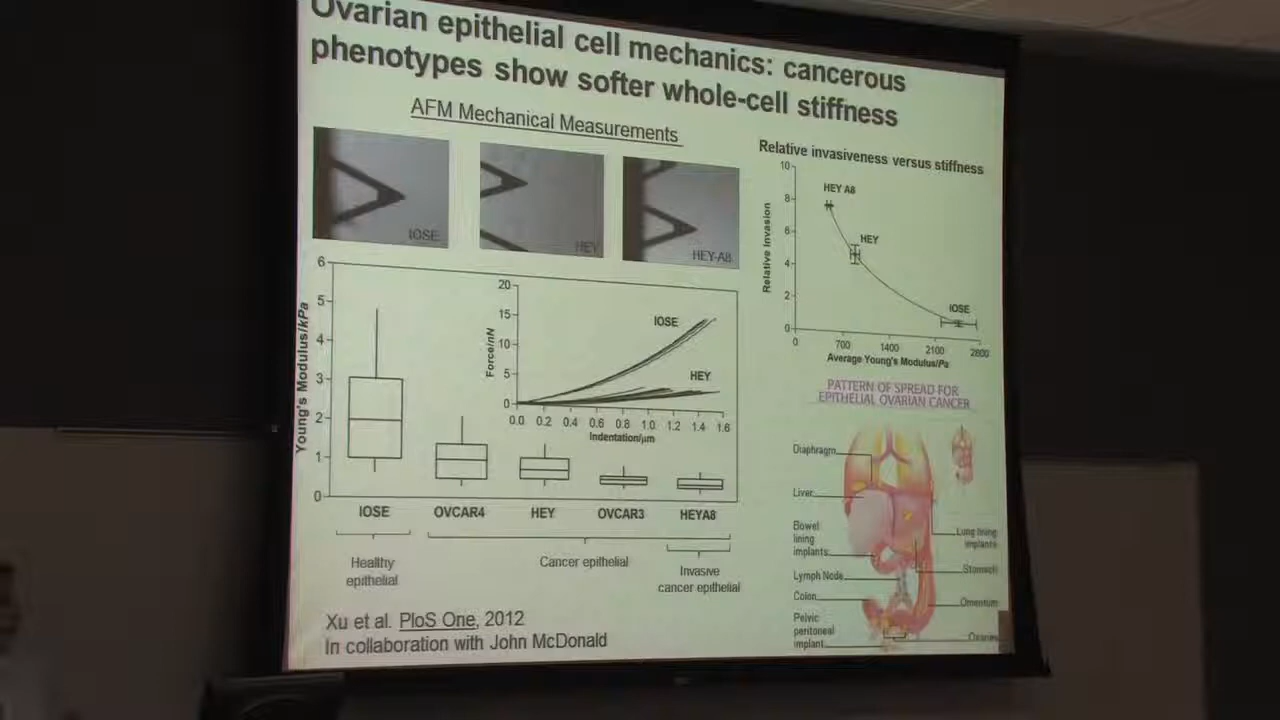 Ovarian epithelial cell mechanics: cancerous
phenotypes show softer whole-cell stiffness
AFM Mechanical Measurements
IOSE
HEY
HEY-A8
Young's Modulus/kPa
6
5
4
3
2
1
0
Force/nN
20
15
10
5
0
IOSE
HEY
0.0 0.2 0.4 0.6 0.8 1.0 1.2 1.4 1.6
Indentation/μm
IOSE OVCAR4 HEY OVCAR3 HEYA8
Healthy
epithelial
Cancer epithelial
Invasive
cancer epithelial
Xu et al. PloS One, 2012
In collaboration with John McDonald
Relative invasiveness versus stiffness
Relative Invasion
10
8
6
4
2
0
HEY A8
HEY
IOSE
0 700 1400 2100 2800
Average Young's Modulus/Pa
PATTERN OF SPREAD FOR
EPITHELIAL OVARIAN CANCER
Diaphragm
Liver
Bowel
lining
implants
Lymph Node
Colon
Pelvic
peritoneal
implant
Lung lining
implants
Stomach
Omentum
Ovaries